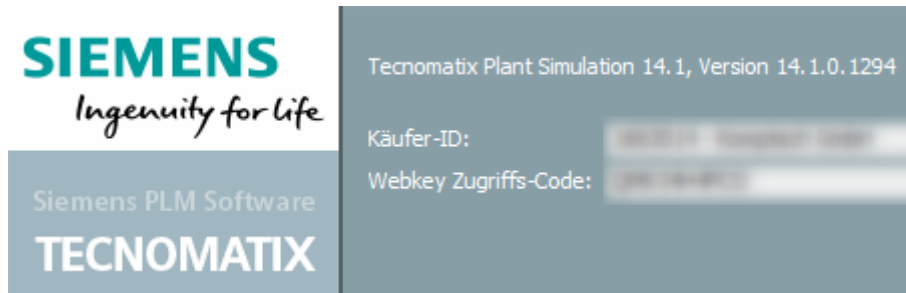 SIEMENS
Ingenuity for Life
Siemens PLM Software
TECNOMATIX
Tecnomatix Plant Simulation 14.1, Version 14.1.0.1294
Käufer-ID:
Webkey Zugriffs-Code: